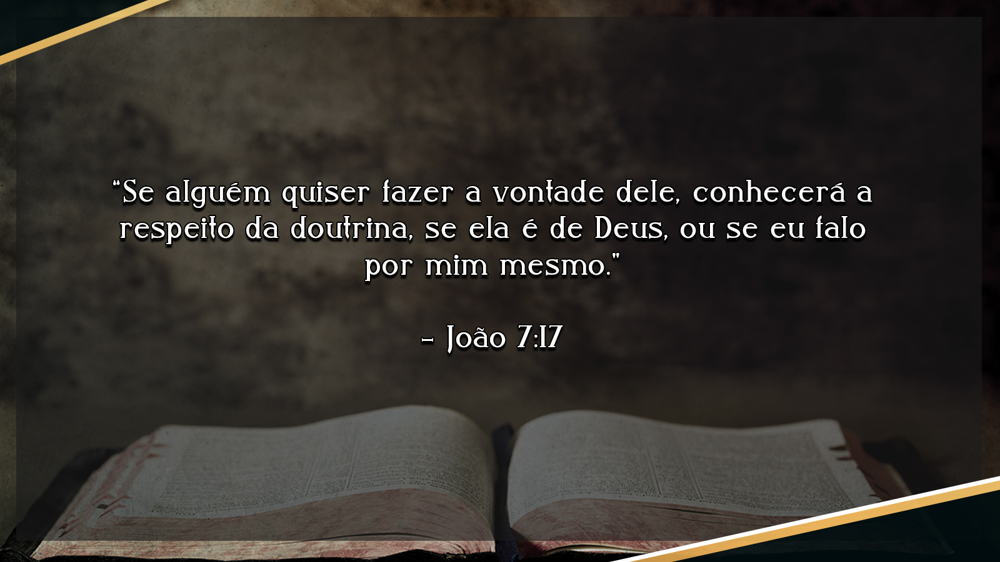 “Se alguém quiser fazer a vontade dele, conhecerá a
respeito da doutrina, se ela é de Deus, ou se eu falo
por mim mesmo."
- João 7:17